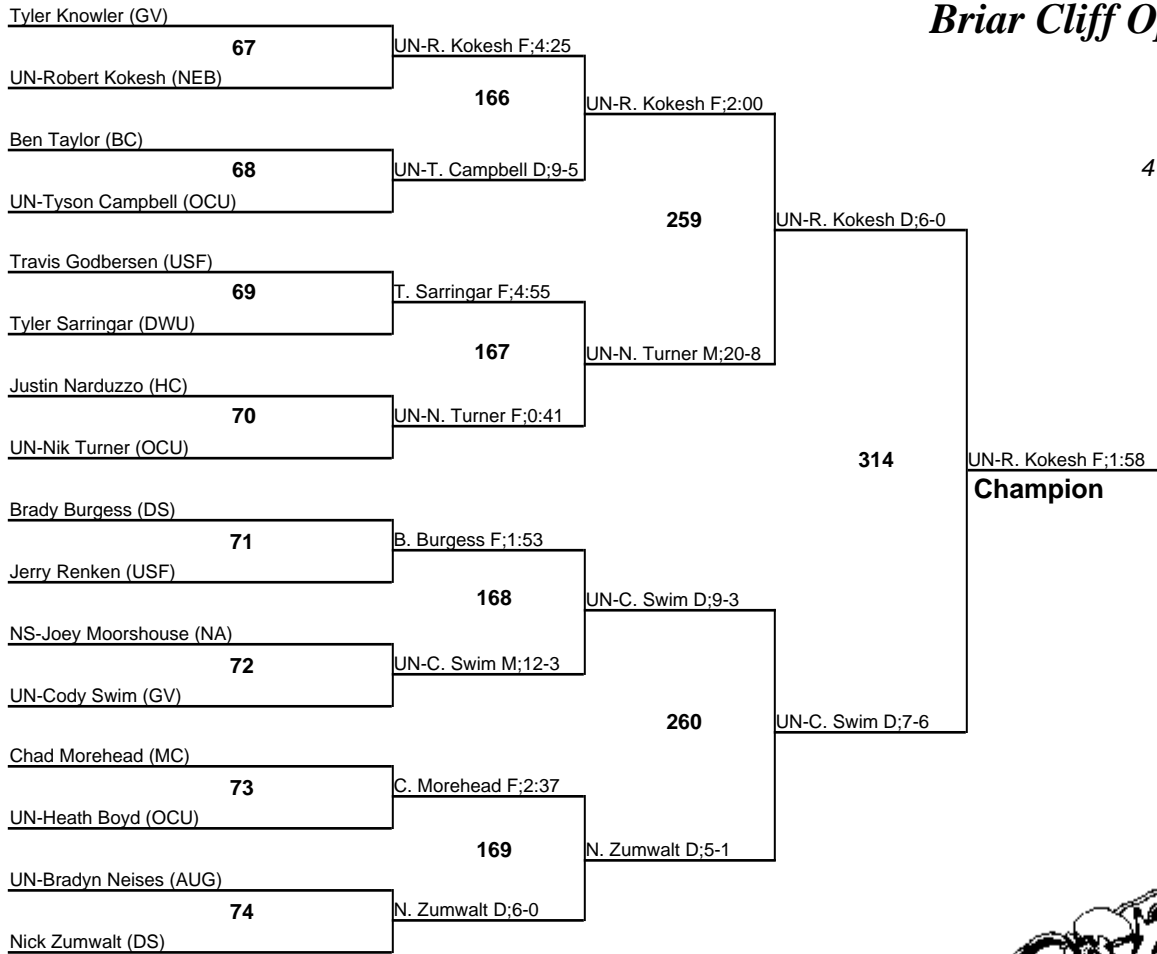 Briar Cliff Op
4
Tyler Knowler (GV)
67
UN-Robert Kokesh (NEB)
UN-R. Kokesh F;4:25
166
Ben Taylor (BC)
68
UN-Tyson Campbell (OCU)
UN-T. Campbell D;9-5
UN-R. Kokesh F;2:00
259
Travis Godbersen (USF)
69
Tyler Sarringar (DWU)
T. Sarringar F;4:55
167
Justin Narduzzo (HC)
70
UN-Nik Turner (OCU)
UN-N. Turner F;0:41
UN-N. Turner M;20-8
UN-R. Kokesh D;6-0
314
Brady Burgess (DS)
71
Jerry Renken (USF)
B. Burgess F;1:53
168
NS-Joey Moorshouse (NA)
72
UN-Cody Swim (GV)
UN-C. Swim M;12-3
UN-C. Swim D;9-3
260
Chad Morehead (MC)
73
UN-Heath Boyd (OCU)
C. Morehead F;2:37
169
UN-Bradyn Neises (AUG)
74
Nick Zumwalt (DS)
N. Zumwalt D;6-0
N. Zumwalt D;5-1
UN-C. Swim D;7-6
UN-R. Kokesh F;1:58
Champion